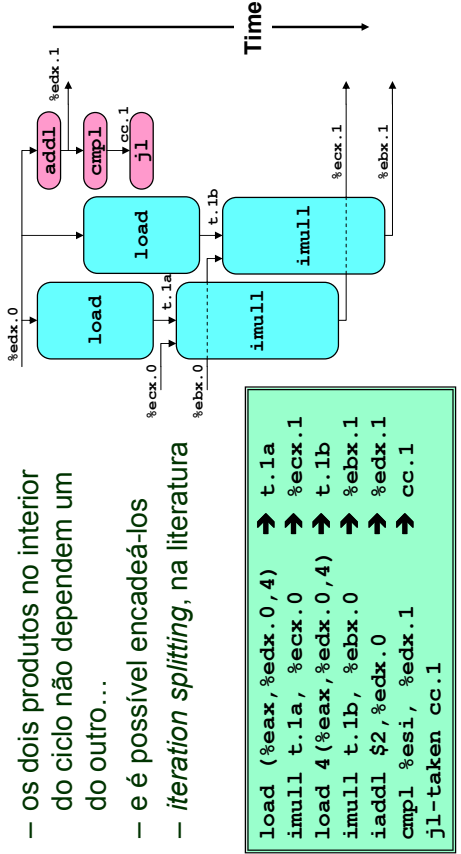 – os dois produtos no interior
do ciclo não dependem um
do outro…
– e é possível encadeá-los
– iteration splitting, na literatura
load (%eax,%edx.0,4) ➔ t.1a
imull t.1a, %ecx.0 ➔ %ecx.1
load 4(%eax,%edx.0,4) ➔ t.1b
imull t.1b, %ebx.0 ➔ %ebx.1
iaddl $2,%edx.0 ➔ %edx.1
cmpl %esi, %edx.1 ➔ cc.1
jl-taken cc.1
%edx.0
%ecx.0
%ebx.0
load
t.1a
imull
load
t.1b
imull
addl
%edx.1
cmpl
cc.1
jl
%ecx.1
%ebx.1
Time